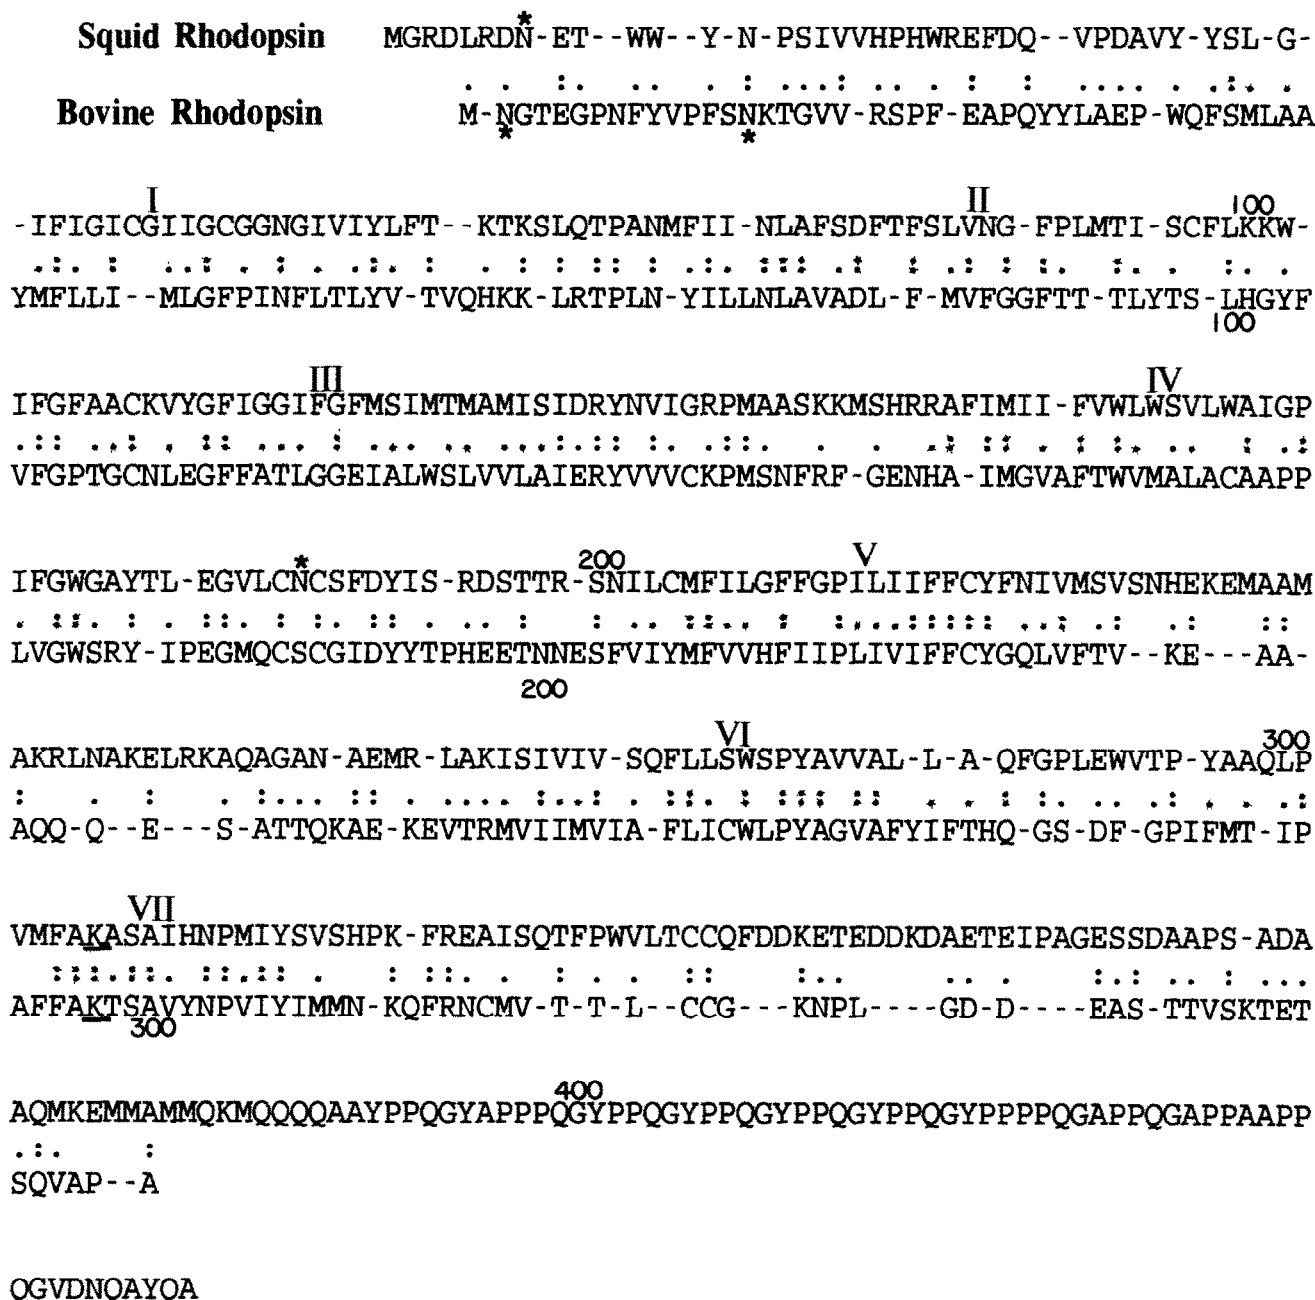 *
Squid Rhodopsin MGRDLRDN-ET--WW--Y-N-PSIVVHPHWREFDQ--VPDAVY-YSL-G-
. . : . . . : . . : . . . : : . . . . . : . . .
Bovine Rhodopsin M-NGTEGPNFYVPFSNKTGVV-RSPF-EAPQYYLAEP-WQFSMLAA
* *
I II 100
-IFIGICGIIGCGGNGIVIYLFT--KTKSLQTPANMFII-NLAFSDFTFSLVNG-FPLMTI-SCFLKKW-
YMFLLI--MLGFPINFLTLYV-TVQHKK-LRTPLN-YILLNLAVADL-F-MVFGGFTT-TLYTS-LHGYF
100
III IV
IFGFAACKVYGFIGGIFGFMSIMTMAMISIDRYNVIGRPMAASKKMSHRRAFIMII-FVWLWSVLWAIGP
VFGPTGCNLEGFFATLGGEIALWSLVVLAIERYVVVCKPMSNFRF-GENHA-IMGVAFTWVMALACAAPP
* 200 V
IFGWGAYTL-EGVLCNCSFDYIS-RDSTTR-SNILCMFILGFFGPILIIFFCYFNIVMSVSNHEKEMAAM
LVGWSRY-IPEGMQCSCGIDYYTPHEETNNESFVIYMFVVHFIIPLIVIFFCYGQLVFTV--KE---AA-
200
VI 300
AKRLNAKELRKAQAGAN-AEMR-LAKISIVIV-SQFLLSWSPYAVVAL-L-A-QFGPLEWVTP-YAAQLP
AQQ-Q--E---S-ATTQKAE-KEVTRMVIIMVIA-FLICWLPYAGVAFYIFTHQ-GS-DF-GPIFMT-IP
VII
VMFAKASAIHNPMIYSVSHPK-FREAISQTFPWVLTCCQFDDKETEDDKDAETEIPAGESSDAAPS-ADA
AFFAKTSAVYNPVIYIMMN-KQFRNCMV-T-T-L--CCG---KNPL----GD-D----EAS-TTVSKTET
300
400
AQMKEMMAMMQKMQQQQAAYPPQGYAPPPQGYPPQGYPPQGYPPQGYPPQGYPPPPQGAPPQGAPPAAPP
. : . :
SQVAPA--A
OGVDNOAYOA